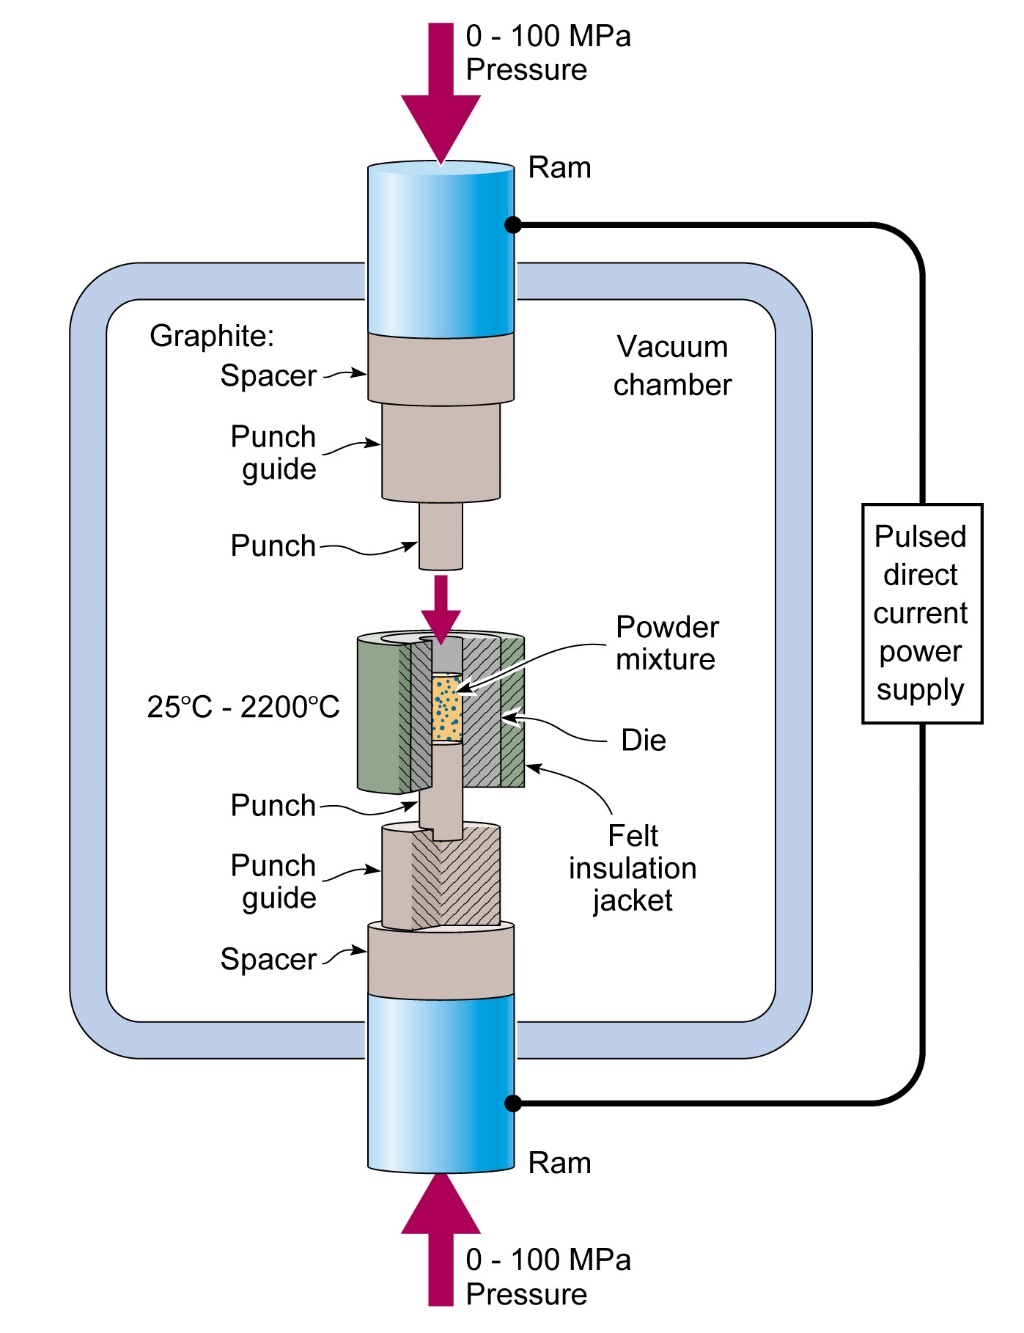 0 - 100 MPa
Pressure
Ram
Graphite:
Spacer
Vacuum
chamber
Punch
guide
Punch
Pulsed
direct
current
power
supply
Powder
mixture
25°C - 2200°C
Die
Punch
Felt
insulation
jacket
Punch
guide
Spacer
Ram
0 - 100 MPa
Pressure